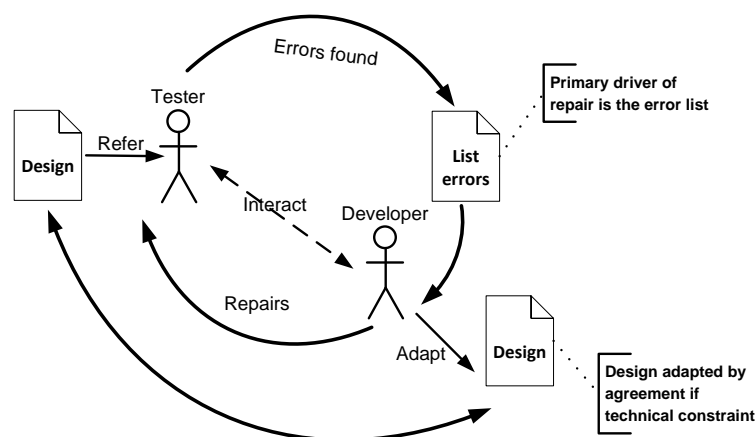 Errors found
Tester
Primary driver of
repair is the error list
Refer
Design
List
errors
Interact
Developer
Repairs
Adapt
Design
Design adapted by
agreement if
technical constraint